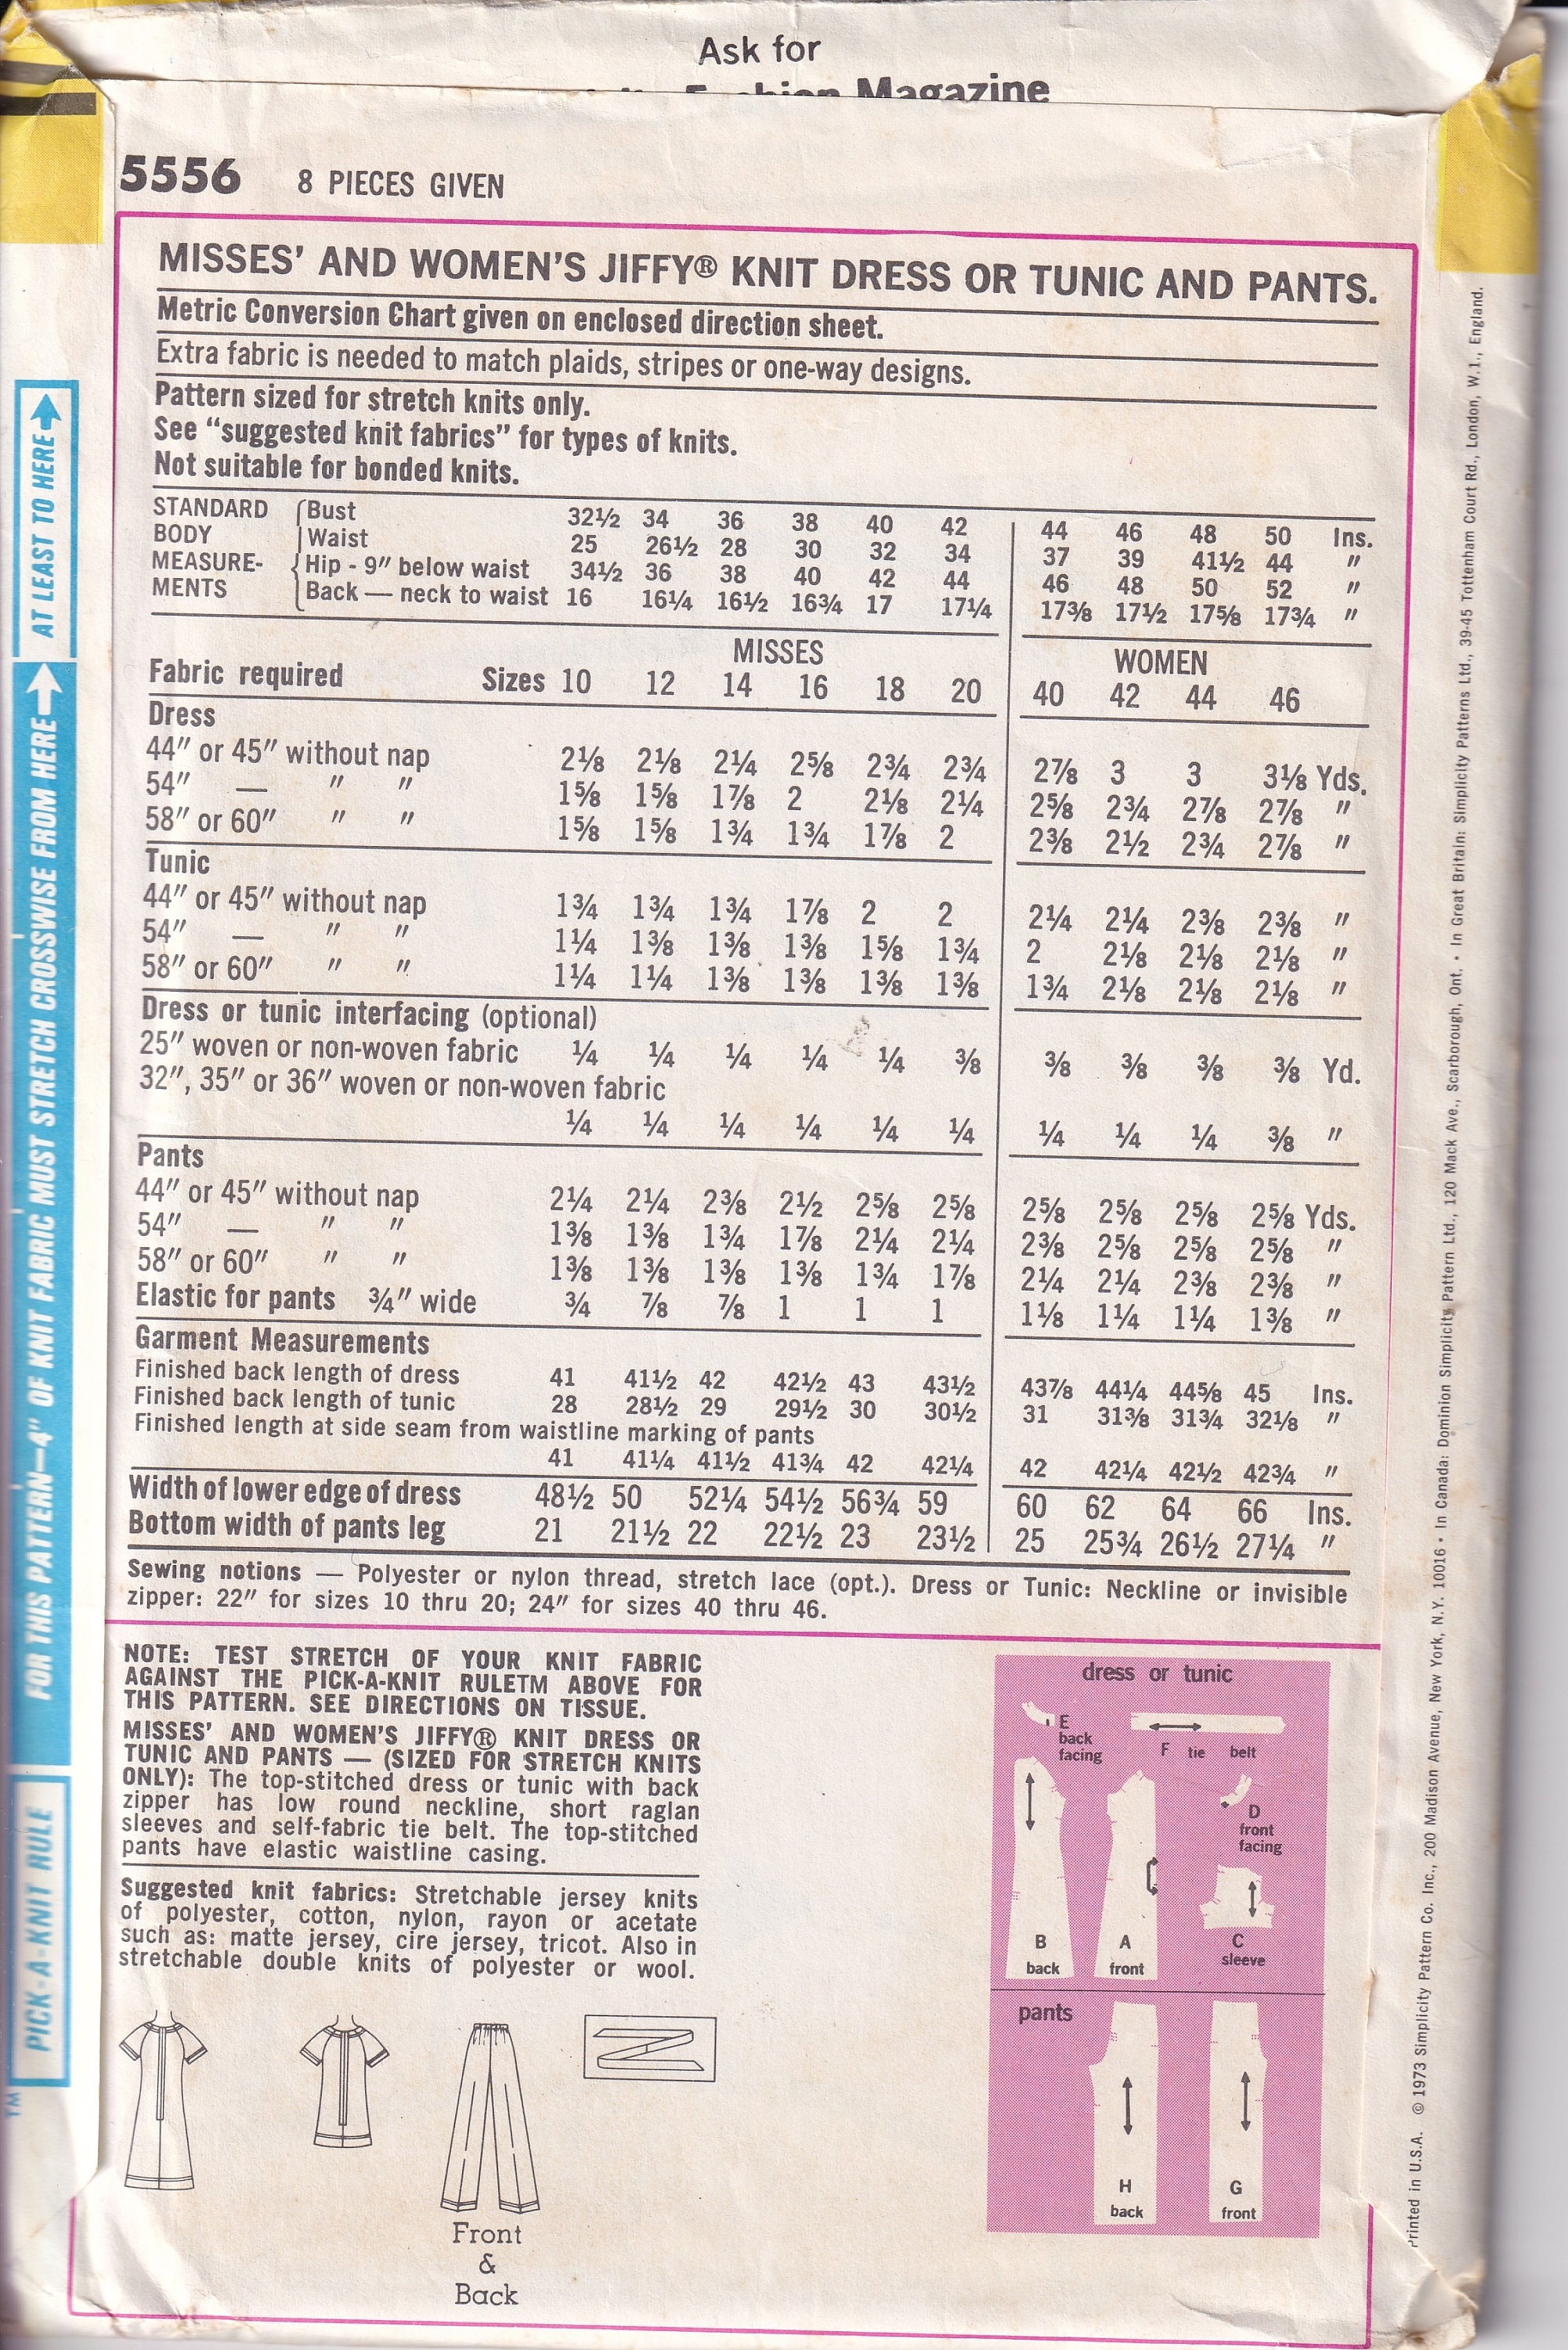 Ask for
Fashion Magazine
5556 8 PIECES GIVEN
MISSES' AND WOMEN'S JIFFY® KNIT DRESS OR TUNIC AND PANTS.
Metric Conversion Chart given on enclosed direction sheet.
Extra fabric is needed to match plaids, stripes or one-way designs.
Pattern sized for stretch knits only.
See “suggested knit fabrics” for types of knits.
Not suitable for bonded knits.
STANDARD BODY MEASURE-MENTS
Bust 32½ 34 36 38 40 42 44 46 48 50 Ins.
Waist 25 26½ 28 30 32 34 37 39 41½ 44 "
Hip - 9" below waist 34½ 36 38 40 42 44 46 48 50 52 "
Back — neck to waist 16 16¼ 16½ 16¾ 17 17¼ 17⅜ 17½ 17⅝ 17¾ "
MISSES WOMEN
Fabric required Sizes 10 12 14 16 18 20 40 42 44 46
Dress
44" or 45" without nap 2⅛ 2⅛ 2¼ 2⅝ 2¾ 2¾ 2⅞ 3 3 3⅛ Yds.
54" — " " 1⅝ 1⅝ 1⅞ 2 2⅛ 2¼ 2⅝ 2¾ 2⅞ 2⅞ "
58" or 60" " " 1⅝ 1⅝ 1¾ 1¾ 1⅞ 2 2⅜ 2½ 2¾ 2⅞ "
Tunic
44" or 45" without nap 1¾ 1¾ 1¾ 1⅞ 2 2 2¼ 2¼ 2⅜ 2⅜ "
54" — " " 1¼ 1⅜ 1⅜ 1⅜ 1⅝ 1¾ 2 2⅛ 2⅛ 2⅛ "
58" or 60" " " 1¼ 1¼ 1⅜ 1⅜ 1⅜ 1⅜ 1¾ 2⅛ 2⅛ 2⅛ "
Dress or tunic interfacing (optional)
25" woven or non-woven fabric ¼ ¼ ¼ ¼ ¼ ⅜ ⅜ ⅜ ⅜ ⅜ Yd.
32", 35" or 36" woven or non-woven fabric
¼ ¼ ¼ ¼ ¼ ¼ ¼ ¼ ¼ ⅜ "
Pants
44" or 45" without nap 2¼ 2¼ 2⅜ 2½ 2⅝ 2⅝ 2⅝ 2⅝ 2⅝ 2⅝ Yds.
54" — " " 1⅜ 1⅜ 1¾ 1⅞ 2¼ 2¼ 2⅜ 2⅝ 2⅝ 2⅝ "
58" or 60" " " 1⅜ 1⅜ 1⅜ 1⅜ 1¾ 1⅞ 2¼ 2¼ 2⅜ 2⅜ "
Elastic for pants ¾" wide ¾ ⅞ ⅞ 1 1 1 1⅛ 1¼ 1¼ 1⅜ "
Garment Measurements
Finished back length of dress 41 41½ 42 42½ 43 43½ 43⅞ 44¼ 44⅝ 45 Ins.
Finished back length of tunic 28 28½ 29 29½ 30 30½ 31 31⅜ 31¾ 32⅛ "
Finished length at side seam from waistline marking of pants
41 41¼ 41½ 41¾ 42 42¼ 42 42¼ 42½ 42¾ "
Width of lower edge of dress 48½ 50 52¼ 54½ 56¾ 59 60 62 64 66 Ins.
Bottom width of pants leg 21 21½ 22 22½ 23 23½ 25 25¾ 26½ 27¼ "
Sewing notions — Polyester or nylon thread, stretch lace (opt.). Dress or Tunic: Neckline or invisible
zipper: 22" for sizes 10 thru 20; 24" for sizes 40 thru 46.
NOTE: TEST STRETCH OF YOUR KNIT FABRIC
AGAINST THE PICK-A-KNIT RULETM ABOVE FOR
THIS PATTERN. SEE DIRECTIONS ON TISSUE.
MISSES' AND WOMEN'S JIFFY® KNIT DRESS OR
TUNIC AND PANTS — (SIZED FOR STRETCH KNITS
ONLY): The top-stitched dress or tunic with back
zipper has low round neckline, short raglan
sleeves and self-fabric tie belt. The top-stitched
pants have elastic waistline casing.
Suggested knit fabrics: Stretchable jersey knits
of polyester, cotton, nylon, rayon or acetate
such as: matte jersey, cire jersey, tricot. Also in
stretchable double knits of polyester or wool.
Front
&
Back
dress or tunic
E
back
facing
F tie belt
D
front
facing
B
back
A
front
C
sleeve
pants
H
back
G
front
™ PICK-A-KNIT RULE
FOR THIS PATTERN—4" OF KNIT FABRIC MUST STRETCH CROSSWISE FROM HERE
AT LEAST TO HERE
Printed in U.S.A. © 1973 Simplicity Pattern Co. Inc., 200 Madison Avenue, New York, N.Y. 10016 • In Canada: Dominion Simplicity Pattern Ltd., 120 Mack Ave., Scarborough, Ont. • In Great Britain: Simplicity Patterns Ltd., 39-45 Tottenham Court Rd., London, W.1., England.